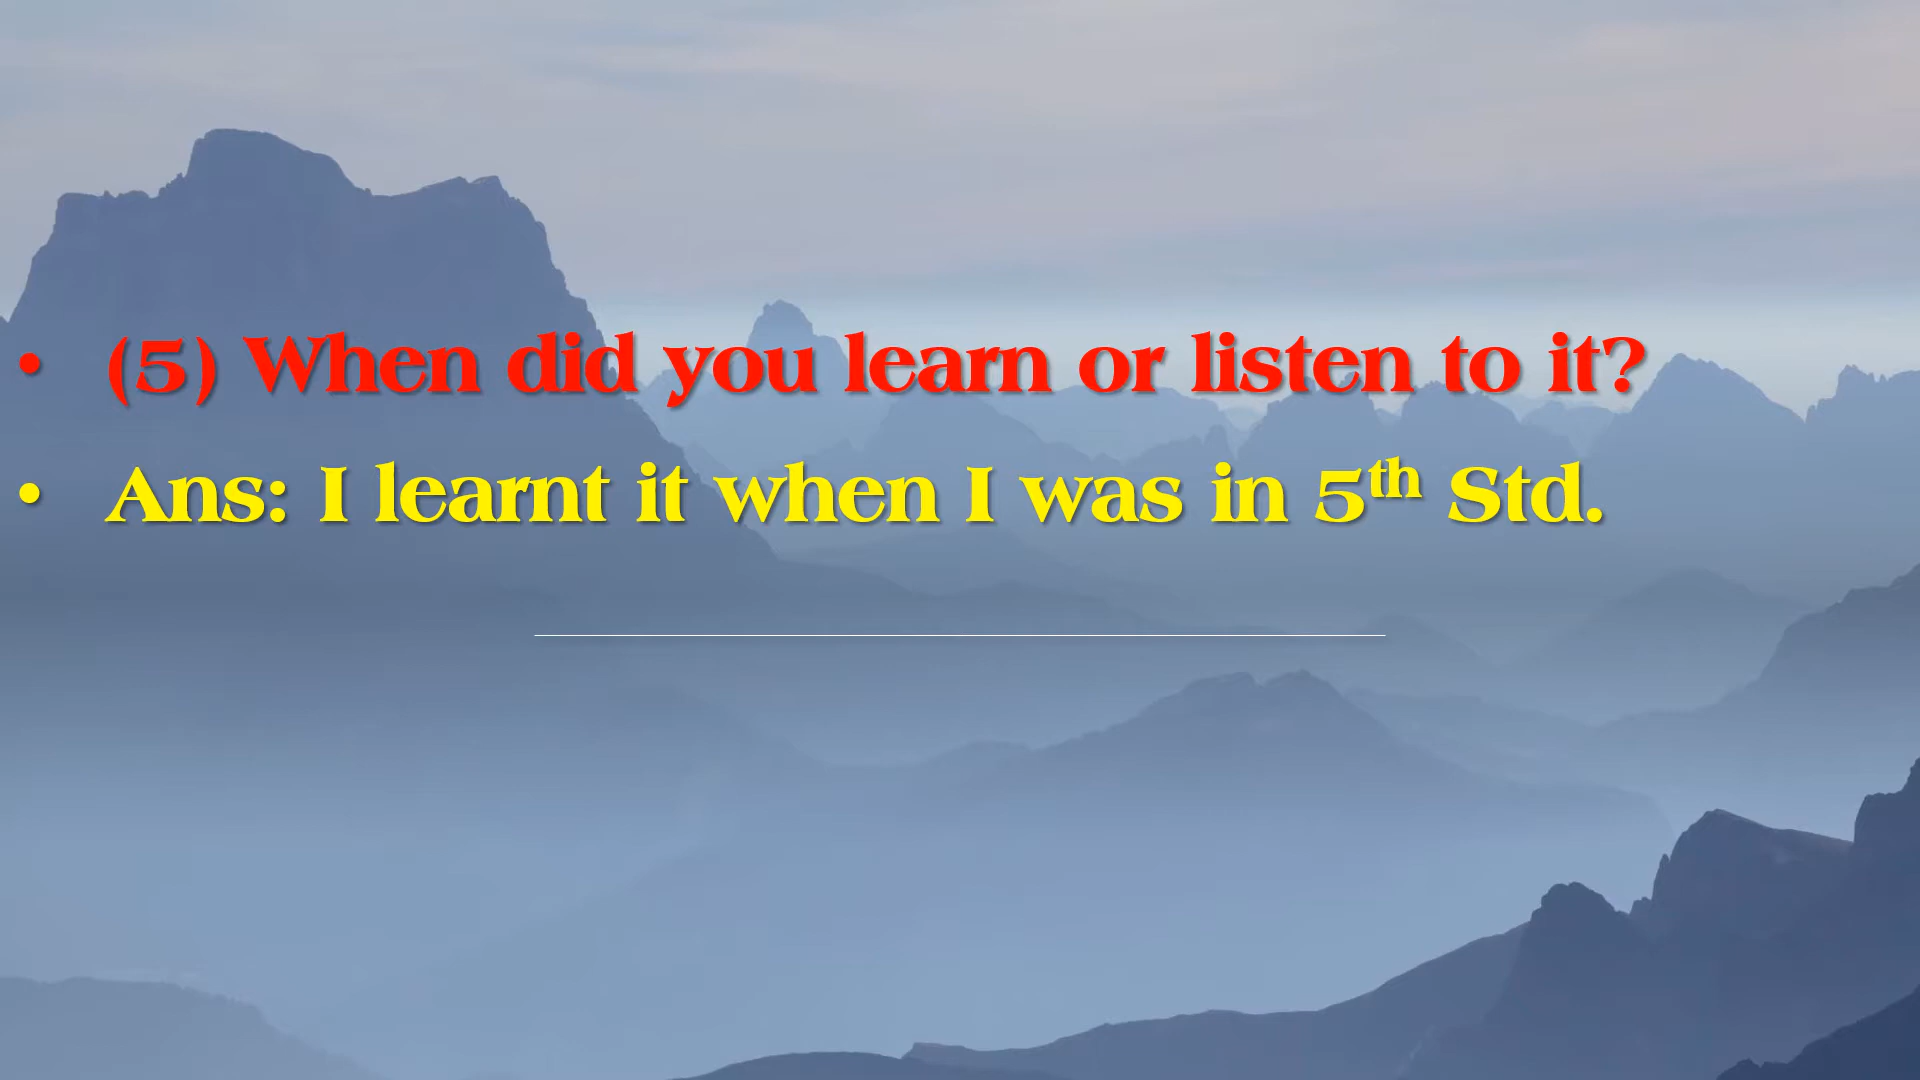 • (5) When did you learn or listen to it?
• Ans: I learnt it when I was in 5th Std.